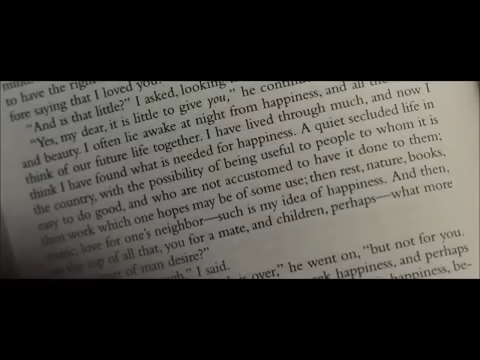 to have the right
fore saying that I loved you.
"And is that little?" I asked, looking
"Yes, my dear, it is little to give you," he continu
and beauty. I often lie awake at night from happiness, and all the
think of our future life together. I have lived through much, and now I
think I have found what is needed for happiness. A quiet secluded life in
the country, with the possibility of being useful to people to whom it is
easy to do good, and who are not accustomed to have it done to them;
then work which one hopes may be of some use; then rest, nature, books,
music, love for one's neighbor—such is my idea of happiness. And then,
on the top of all that, you for a mate, and children, perhaps—what more
of man desire?"
I said.
is over," he went on, "but not for you.
happiness, and perhaps
happiness, be-